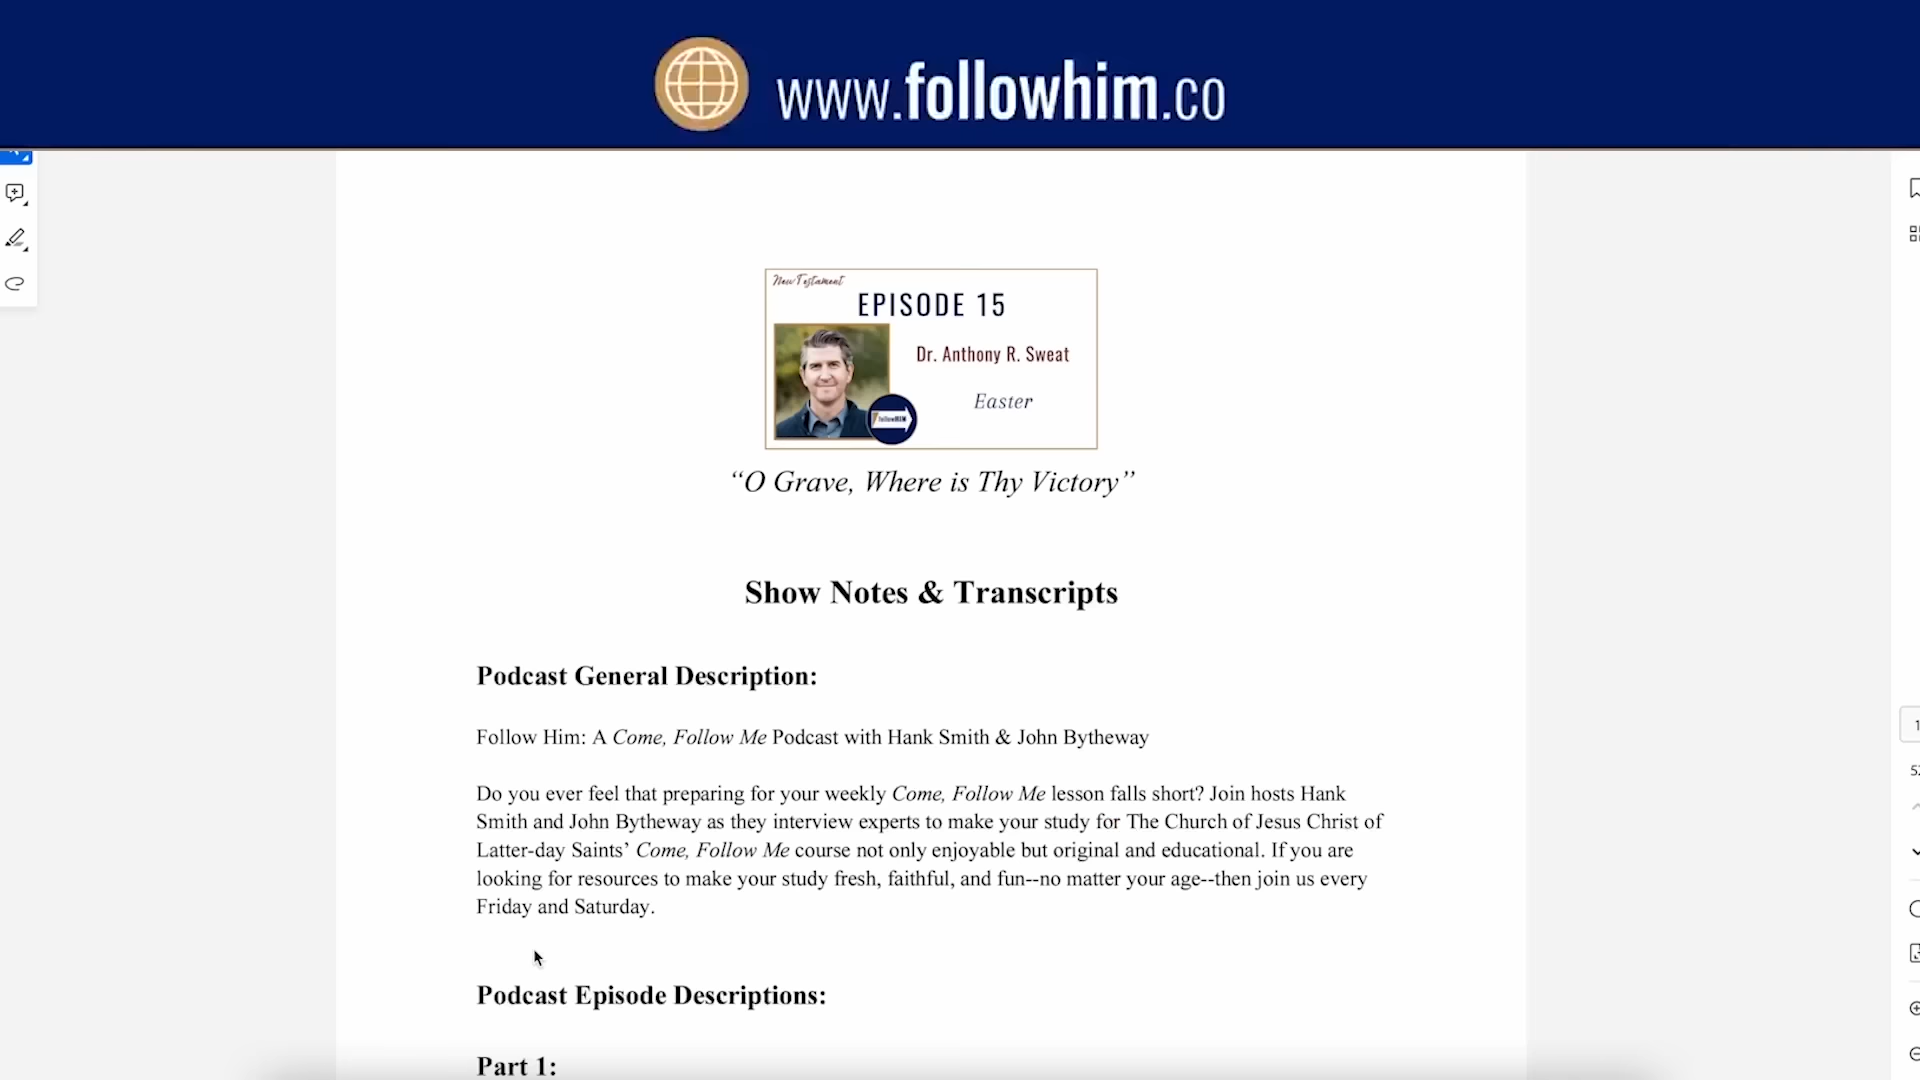 www.followhim.co
New Testament
EPISODE 15
Dr. Anthony R. Sweat
Easter
followHIM
“O Grave, Where is Thy Victory”
Show Notes & Transcripts
Podcast General Description:
Follow Him: A Come, Follow Me Podcast with Hank Smith & John Bytheway
Do you ever feel that preparing for your weekly Come, Follow Me lesson falls short? Join hosts Hank
Smith and John Bytheway as they interview experts to make your study for The Church of Jesus Christ of
Latter-day Saints’ Come, Follow Me course not only enjoyable but original and educational. If you are
looking for resources to make your study fresh, faithful, and fun--no matter your age--then join us every
Friday and Saturday.
Podcast Episode Descriptions:
Part 1: